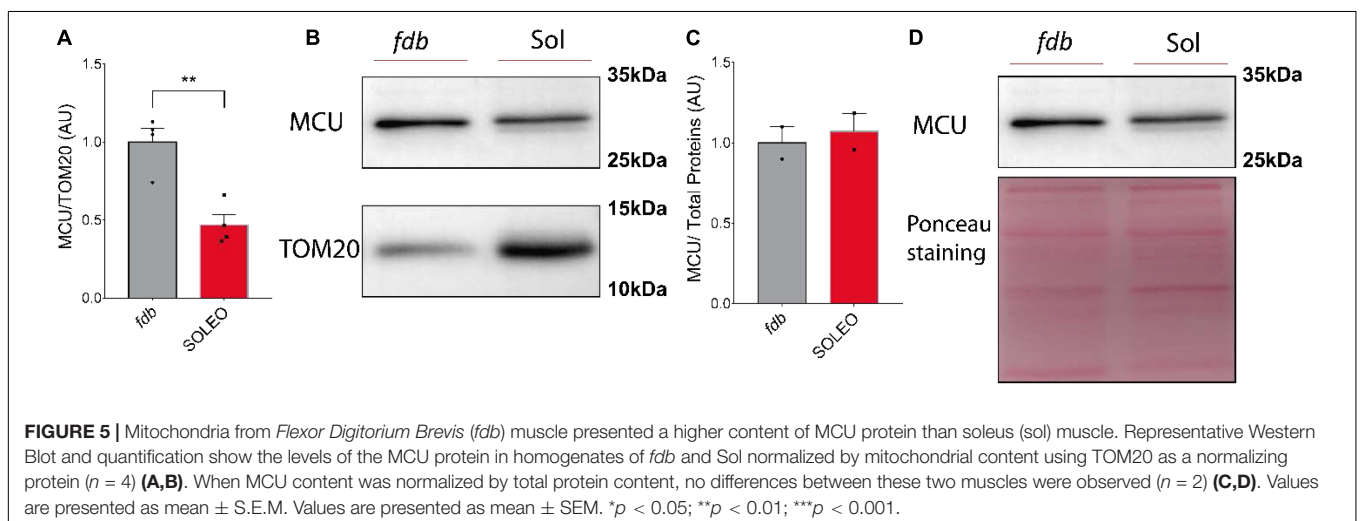 A
B
C
D
**
1.5
1.0
0.5
0.0
MCU/TOM20 (AU)
fdb
SOLEO
fdb Sol
MCU
35kDa
25kDa
TOM20
15kDa
10kDa
1.5
1.0
0.5
0.0
MCU/ Total Proteins (AU)
fdb
SOLEO
fdb Sol
MCU
35kDa
25kDa
Ponceau
staining
FIGURE 5 | Mitochondria from Flexor Digitorium Brevis (fdb) muscle presented a higher content of MCU protein than soleus (sol) muscle. Representative Western
Blot and quantification show the levels of the MCU protein in homogenates of fdb and Sol normalized by mitochondrial content using TOM20 as a normalizing
protein (n = 4) (A,B). When MCU content was normalized by total protein content, no differences between these two muscles were observed (n = 2) (C,D). Values
are presented as mean ± S.E.M. Values are presented as mean ± SEM. *p < 0.05; **p < 0.01; ***p < 0.001.